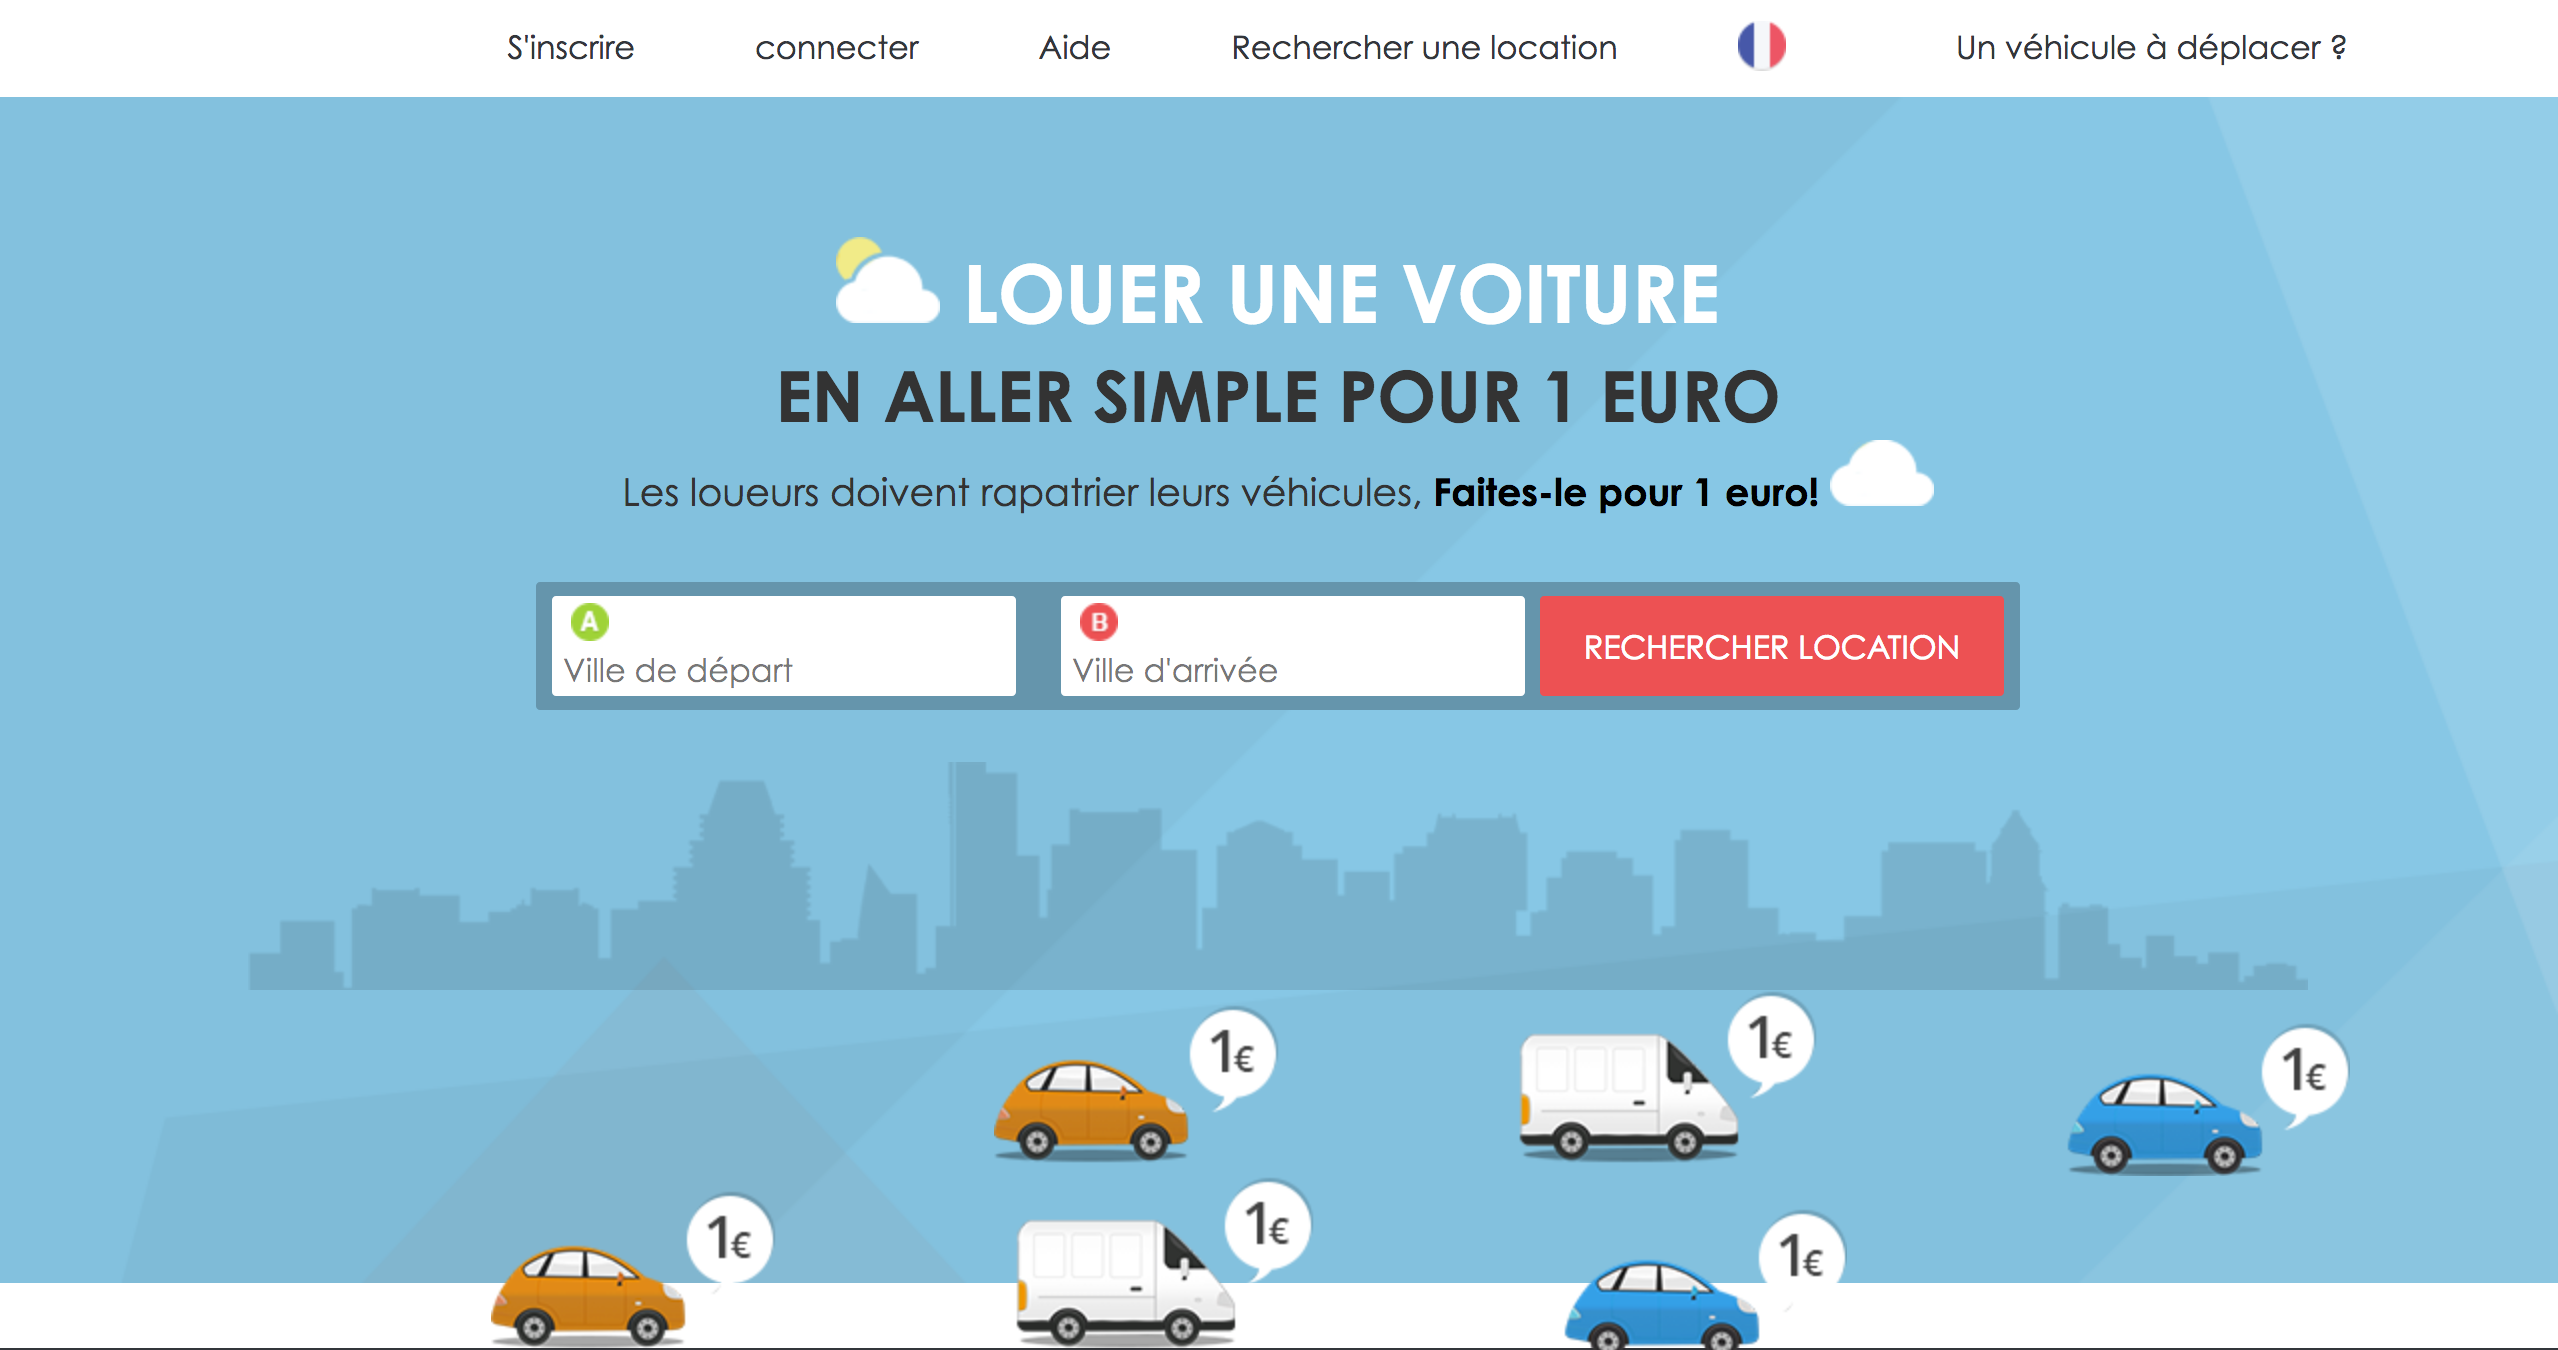 S'inscrire connecter Aide Rechercher une location Un véhicule à déplacer ?
LOUER UNE VOITURE
EN ALLER SIMPLE POUR 1 EURO
Les loueurs doivent rapatrier leurs véhicules, Faites-le pour 1 euro!
A
B
Ville de départ
Ville d'arrivée
RECHERCHER LOCATION
1€
1€
1€
1€
1€
1€